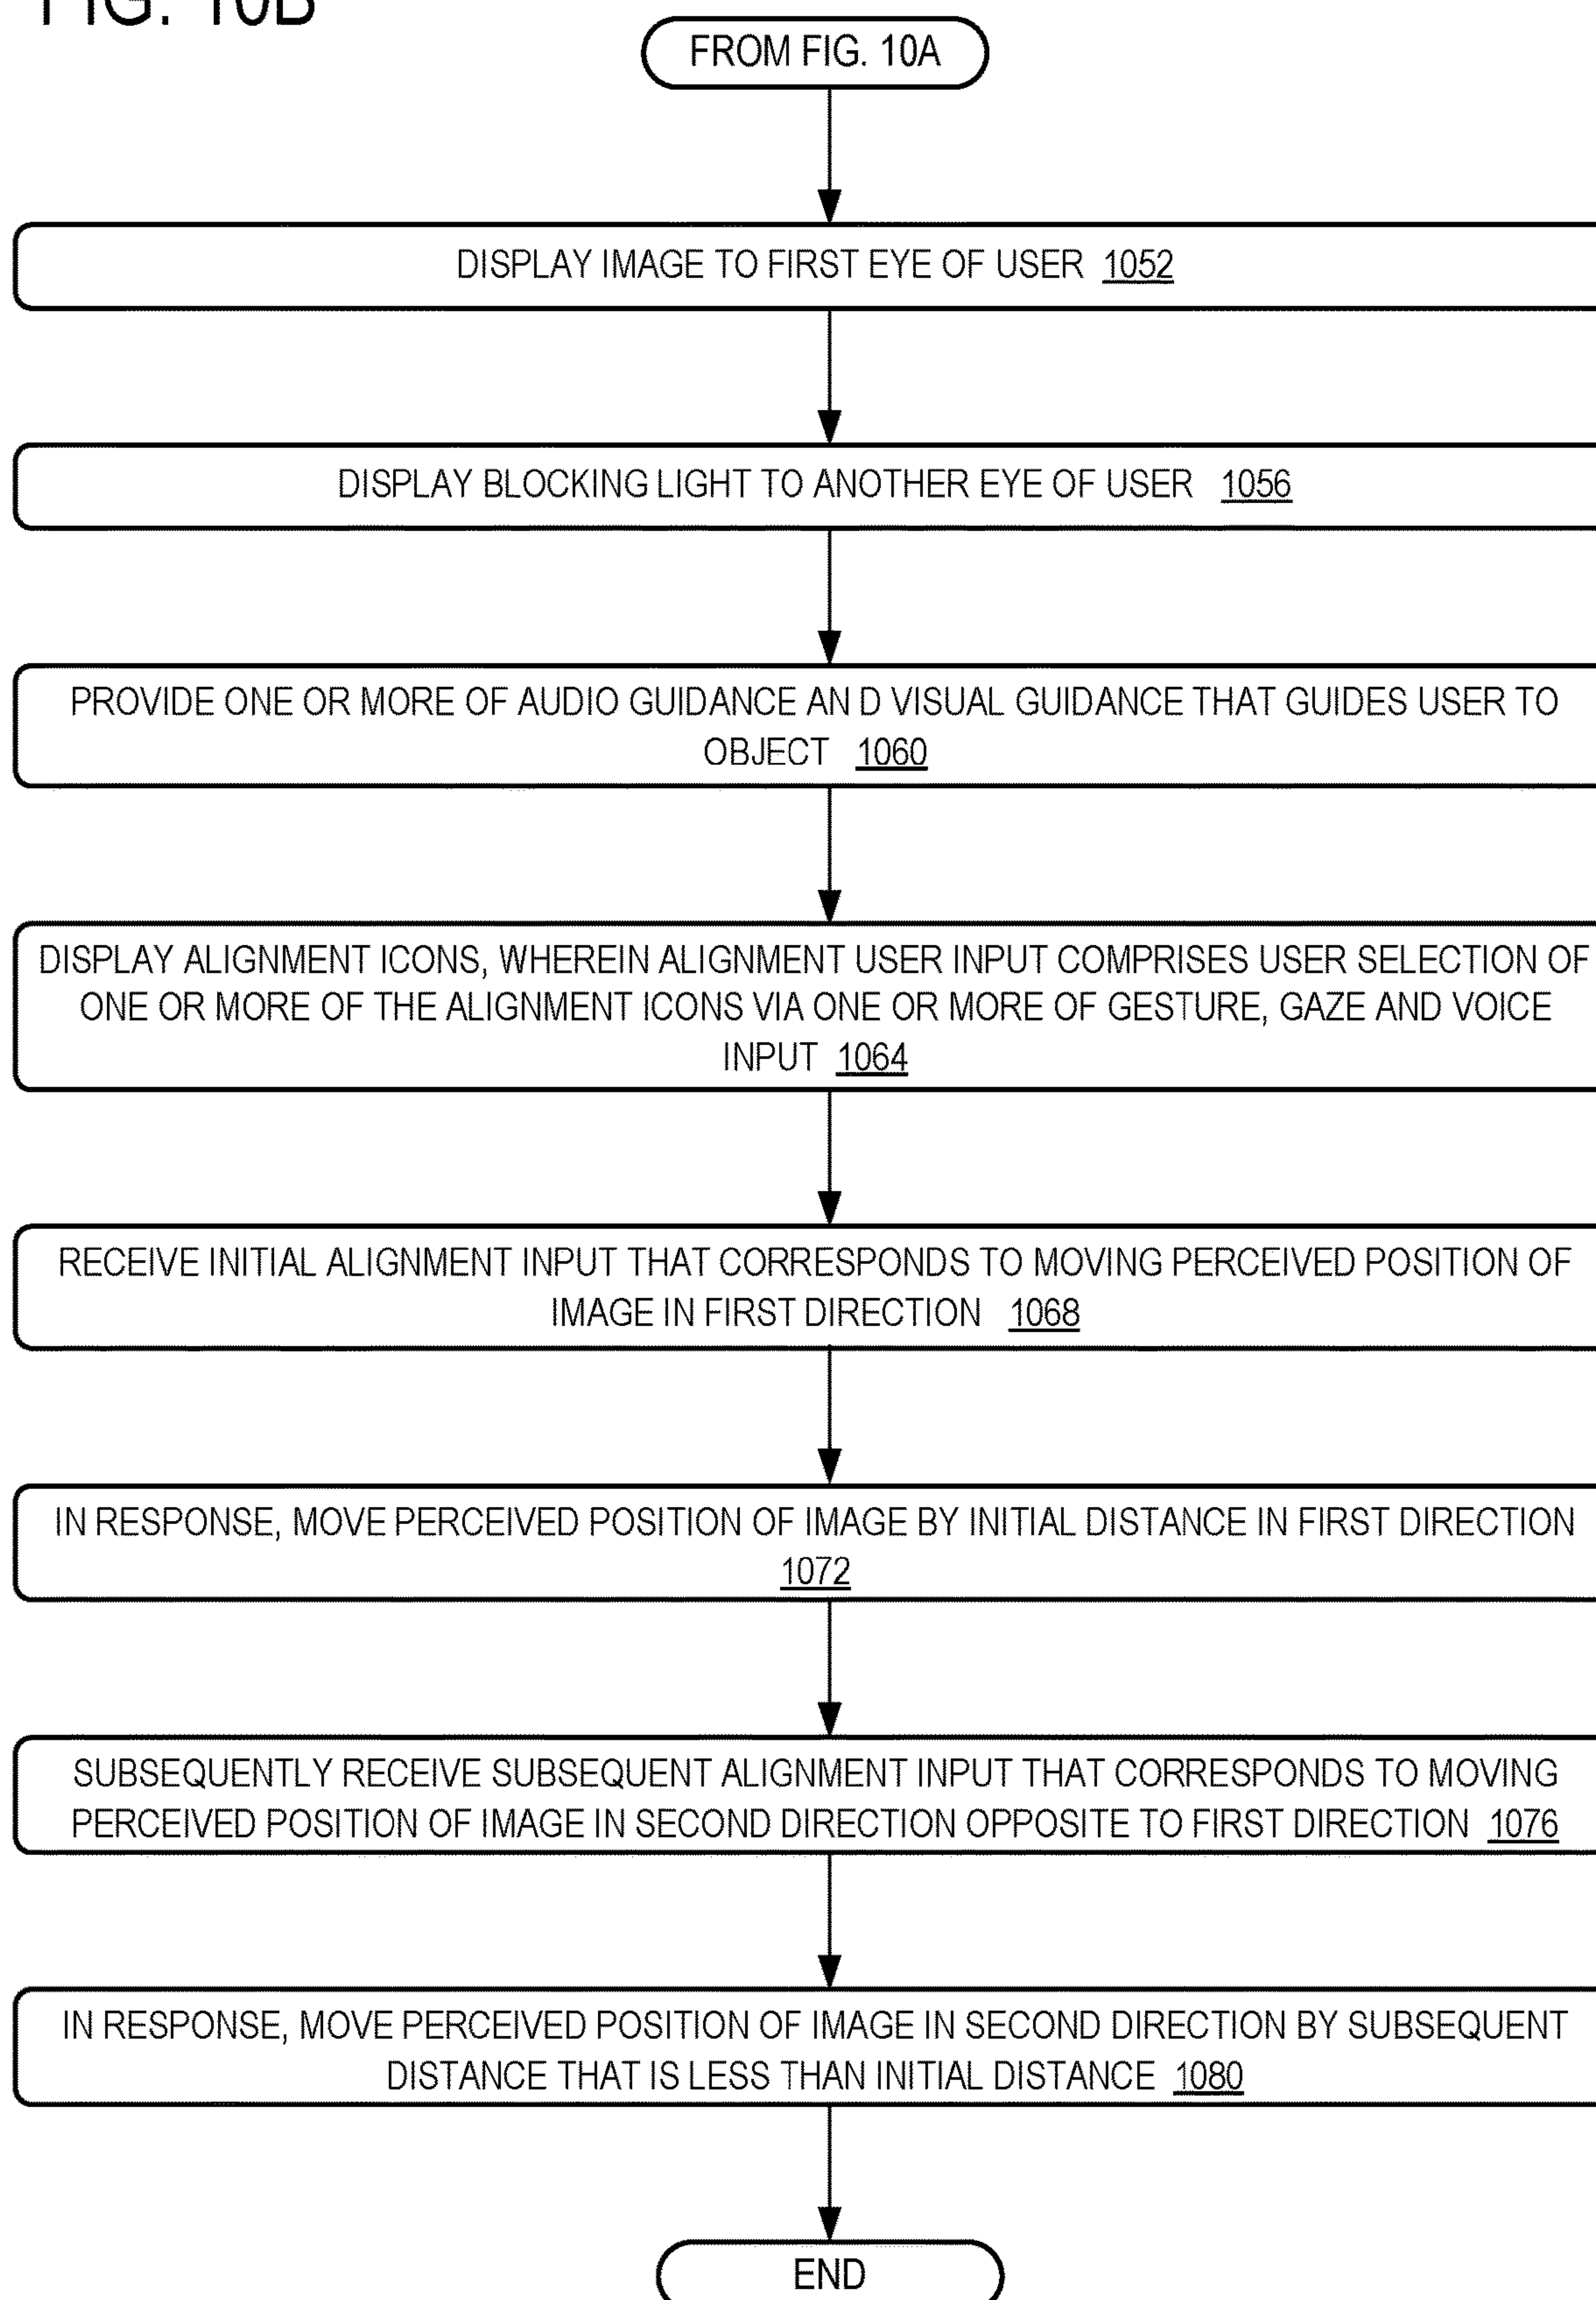 FIG. 10B
FROM FIG. 10A
DISPLAY IMAGE TO FIRST EYE OF USER 1052
DISPLAY BLOCKING LIGHT TO ANOTHER EYE OF USER 1056
PROVIDE ONE OR MORE OF AUDIO GUIDANCE AN D VISUAL GUIDANCE THAT GUIDES USER TO
OBJECT 1060
DISPLAY ALIGNMENT ICONS, WHEREIN ALIGNMENT USER INPUT COMPRISES USER SELECTION OF
ONE OR MORE OF THE ALIGNMENT ICONS VIA ONE OR MORE OF GESTURE, GAZE AND VOICE
INPUT 1064
RECEIVE INITIAL ALIGNMENT INPUT THAT CORRESPONDS TO MOVING PERCEIVED POSITION OF
IMAGE IN FIRST DIRECTION 1068
IN RESPONSE, MOVE PERCEIVED POSITION OF IMAGE BY INITIAL DISTANCE IN FIRST DIRECTION
1072
SUBSEQUENTLY RECEIVE SUBSEQUENT ALIGNMENT INPUT THAT CORRESPONDS TO MOVING
PERCEIVED POSITION OF IMAGE IN SECOND DIRECTION OPPOSITE TO FIRST DIRECTION 1076
IN RESPONSE, MOVE PERCEIVED POSITION OF IMAGE IN SECOND DIRECTION BY SUBSEQUENT
DISTANCE THAT IS LESS THAN INITIAL DISTANCE 1080
END